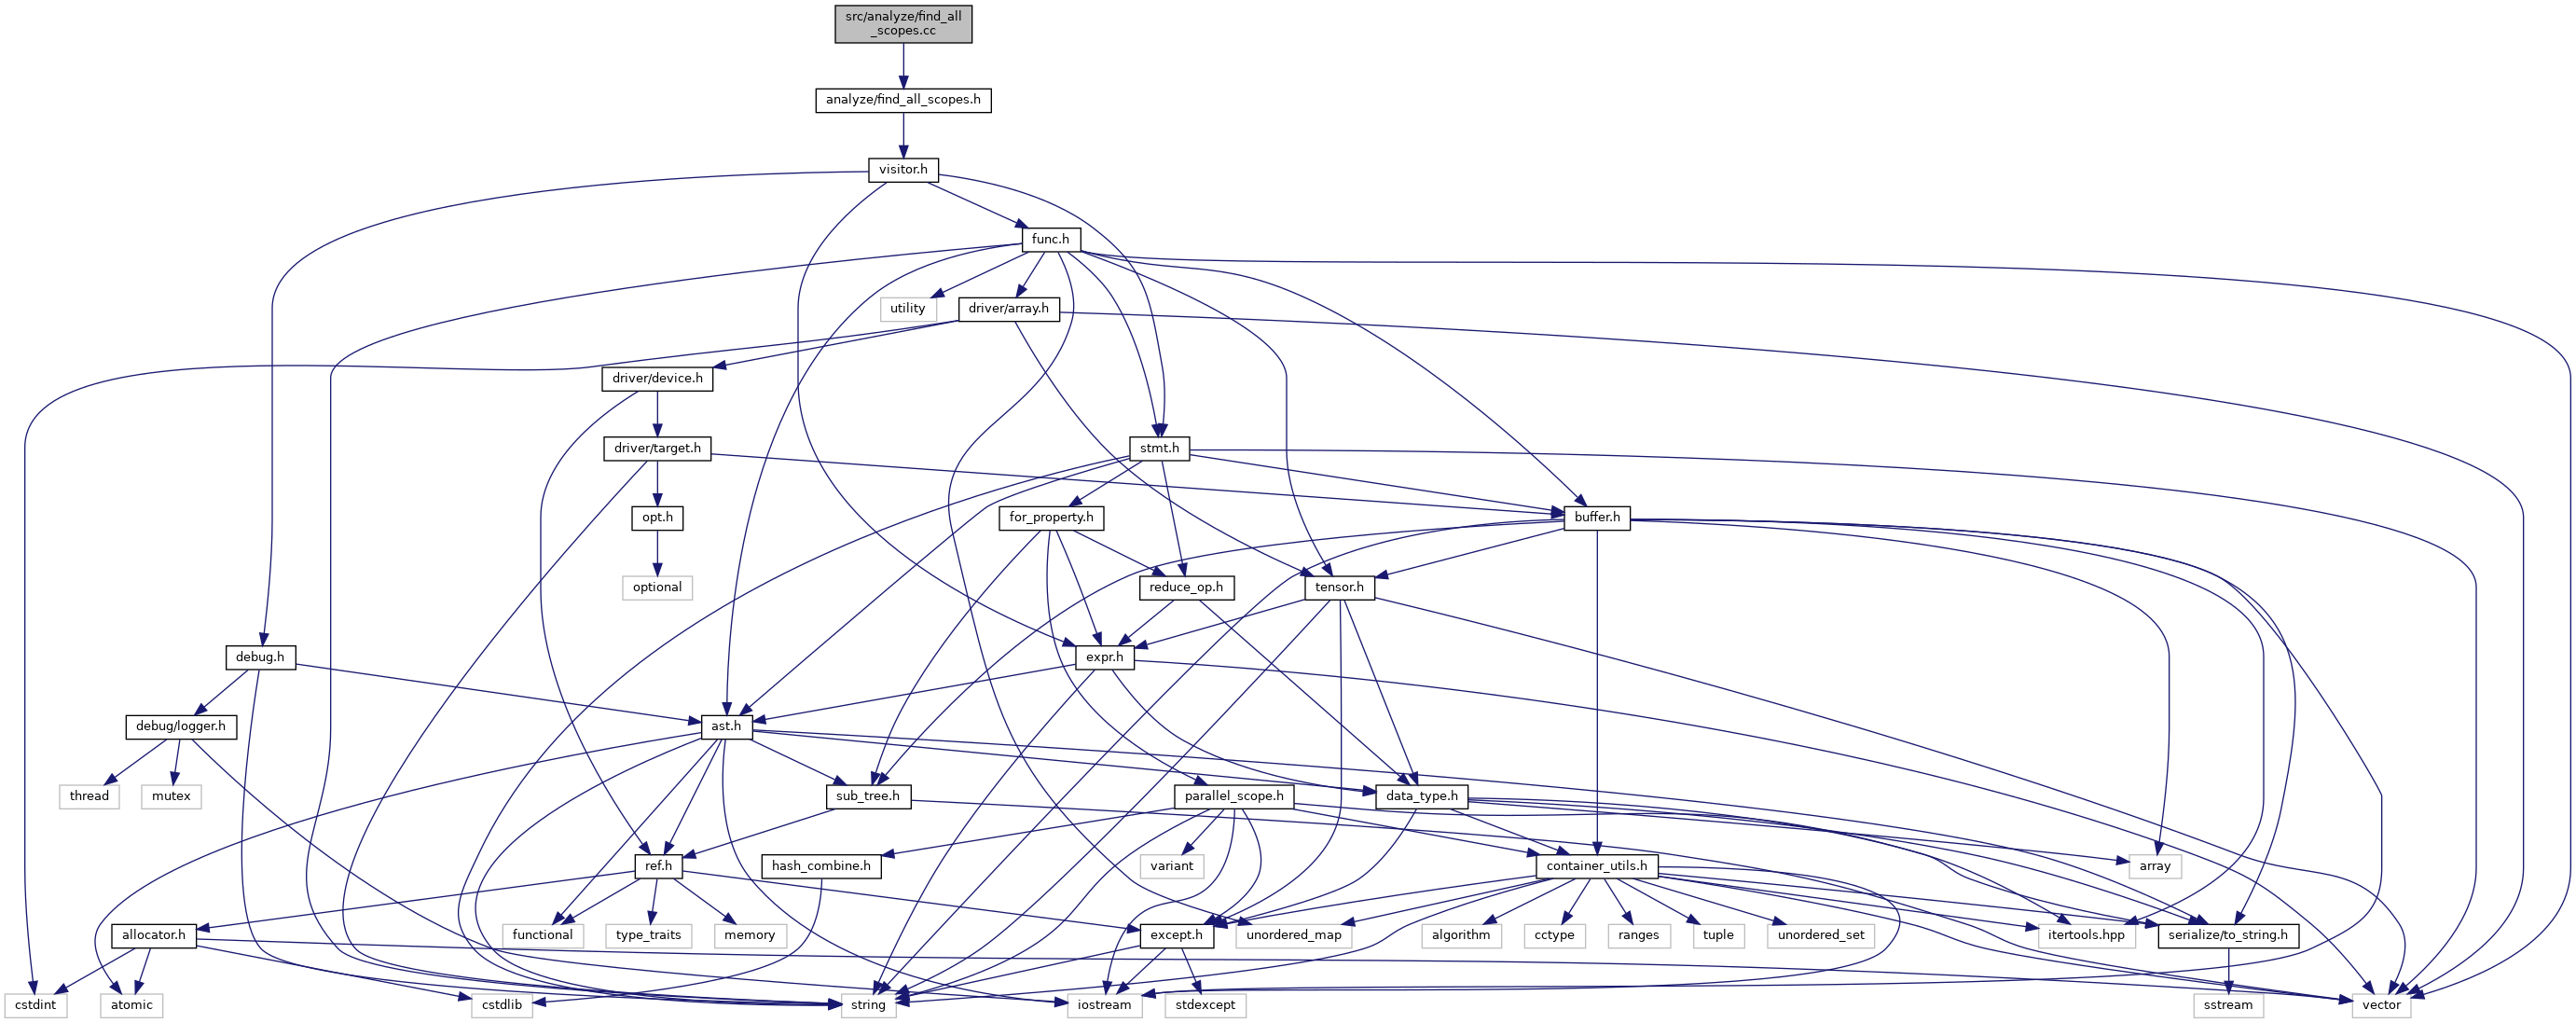 src/analyze/find_all
_scopes.cc
analyze/find_all_scopes.h
visitor.h
func.h
utility
driver/array.h
driver/device.h
driver/target.h
stmt.h
opt.h
for_property.h
buffer.h
optional
reduce_op.h
tensor.h
debug.h
expr.h
debug/logger.h
ast.h
thread
mutex
sub_tree.h
parallel_scope.h
data_type.h
ref.h
hash_combine.h
variant
container_utils.h
array
allocator.h
functional
type_traits
memory
except.h
unordered_map
algorithm
cctype
ranges
tuple
unordered_set
itertools.hpp
serialize/to_string.h
cstdint
atomic
cstdlib
string
iostream
stdexcept
sstream
vector